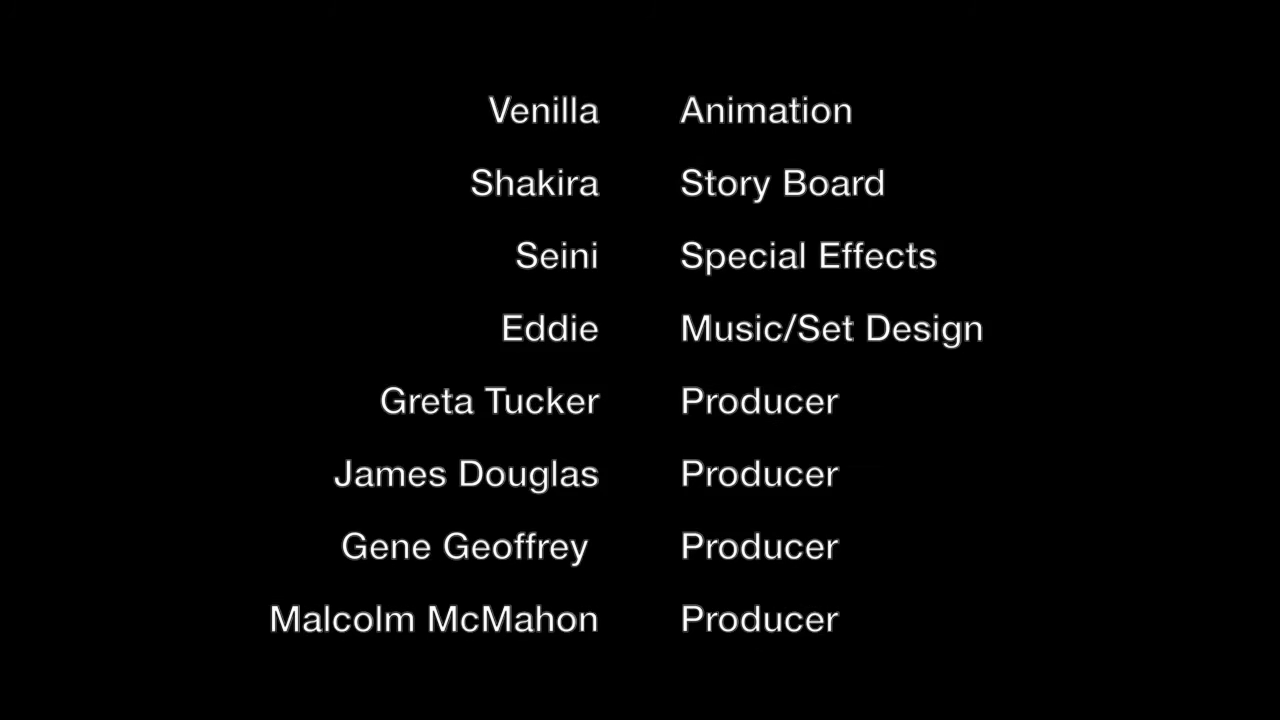 Venilla Animation
Shakira Story Board
Seini Special Effects
Eddie Music/Set Design
Greta Tucker Producer
James Douglas Producer
Gene Geoffrey Producer
Malcolm McMahon Producer